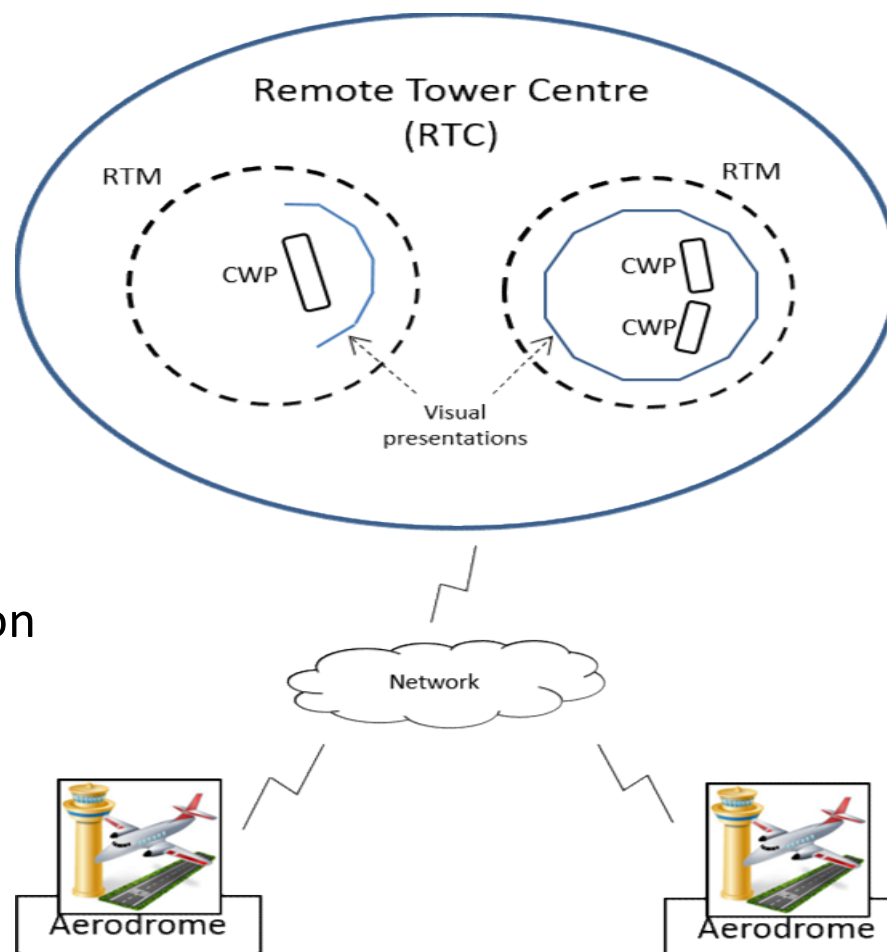 Remote Tower Centre
(RTC)
RTM
RTM
CWP
CWP
CWP
Visual
presentations
on
Network
Aerodrome
Aerodrome